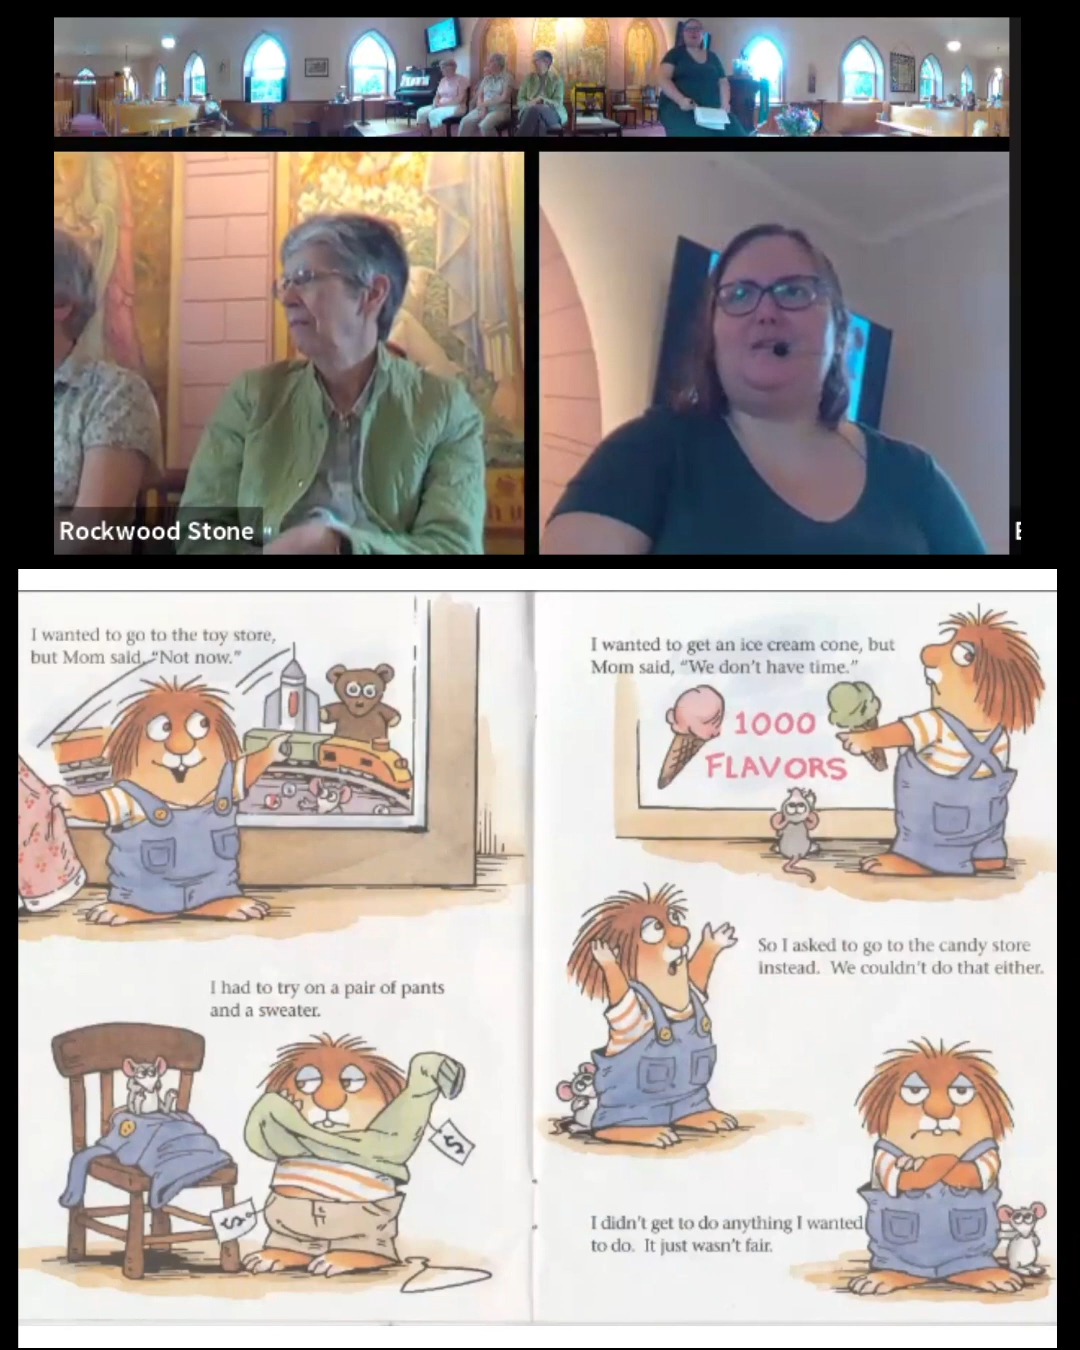 Rockwood Stone
I wanted to go to the toy store,
but Mom said, “Not now.”
I had to try on a pair of pants
and a sweater.
I wanted to get an ice cream cone, but
Mom said, “We don’t have time.”
1000
FLAVORS
So I asked to go to the candy store
instead. We couldn’t do that either.
I didn’t get to do anything I wanted
to do. It just wasn’t fair.
$
$